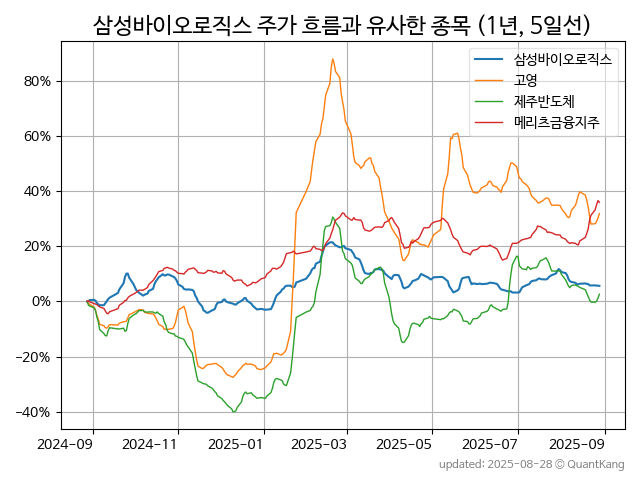 삼성바이오로직스 주가 흐름과 유사한 종목 (1년, 5일선)
삼성바이오로직스
고영
제주반도체
메리츠금융지주
80%
60%
40%
20%
0%
−20%
−40%
2024-09 2024-11 2025-01 2025-03 2025-05 2025-07 2025-09
updated: 2025-08-28 © QuantKang